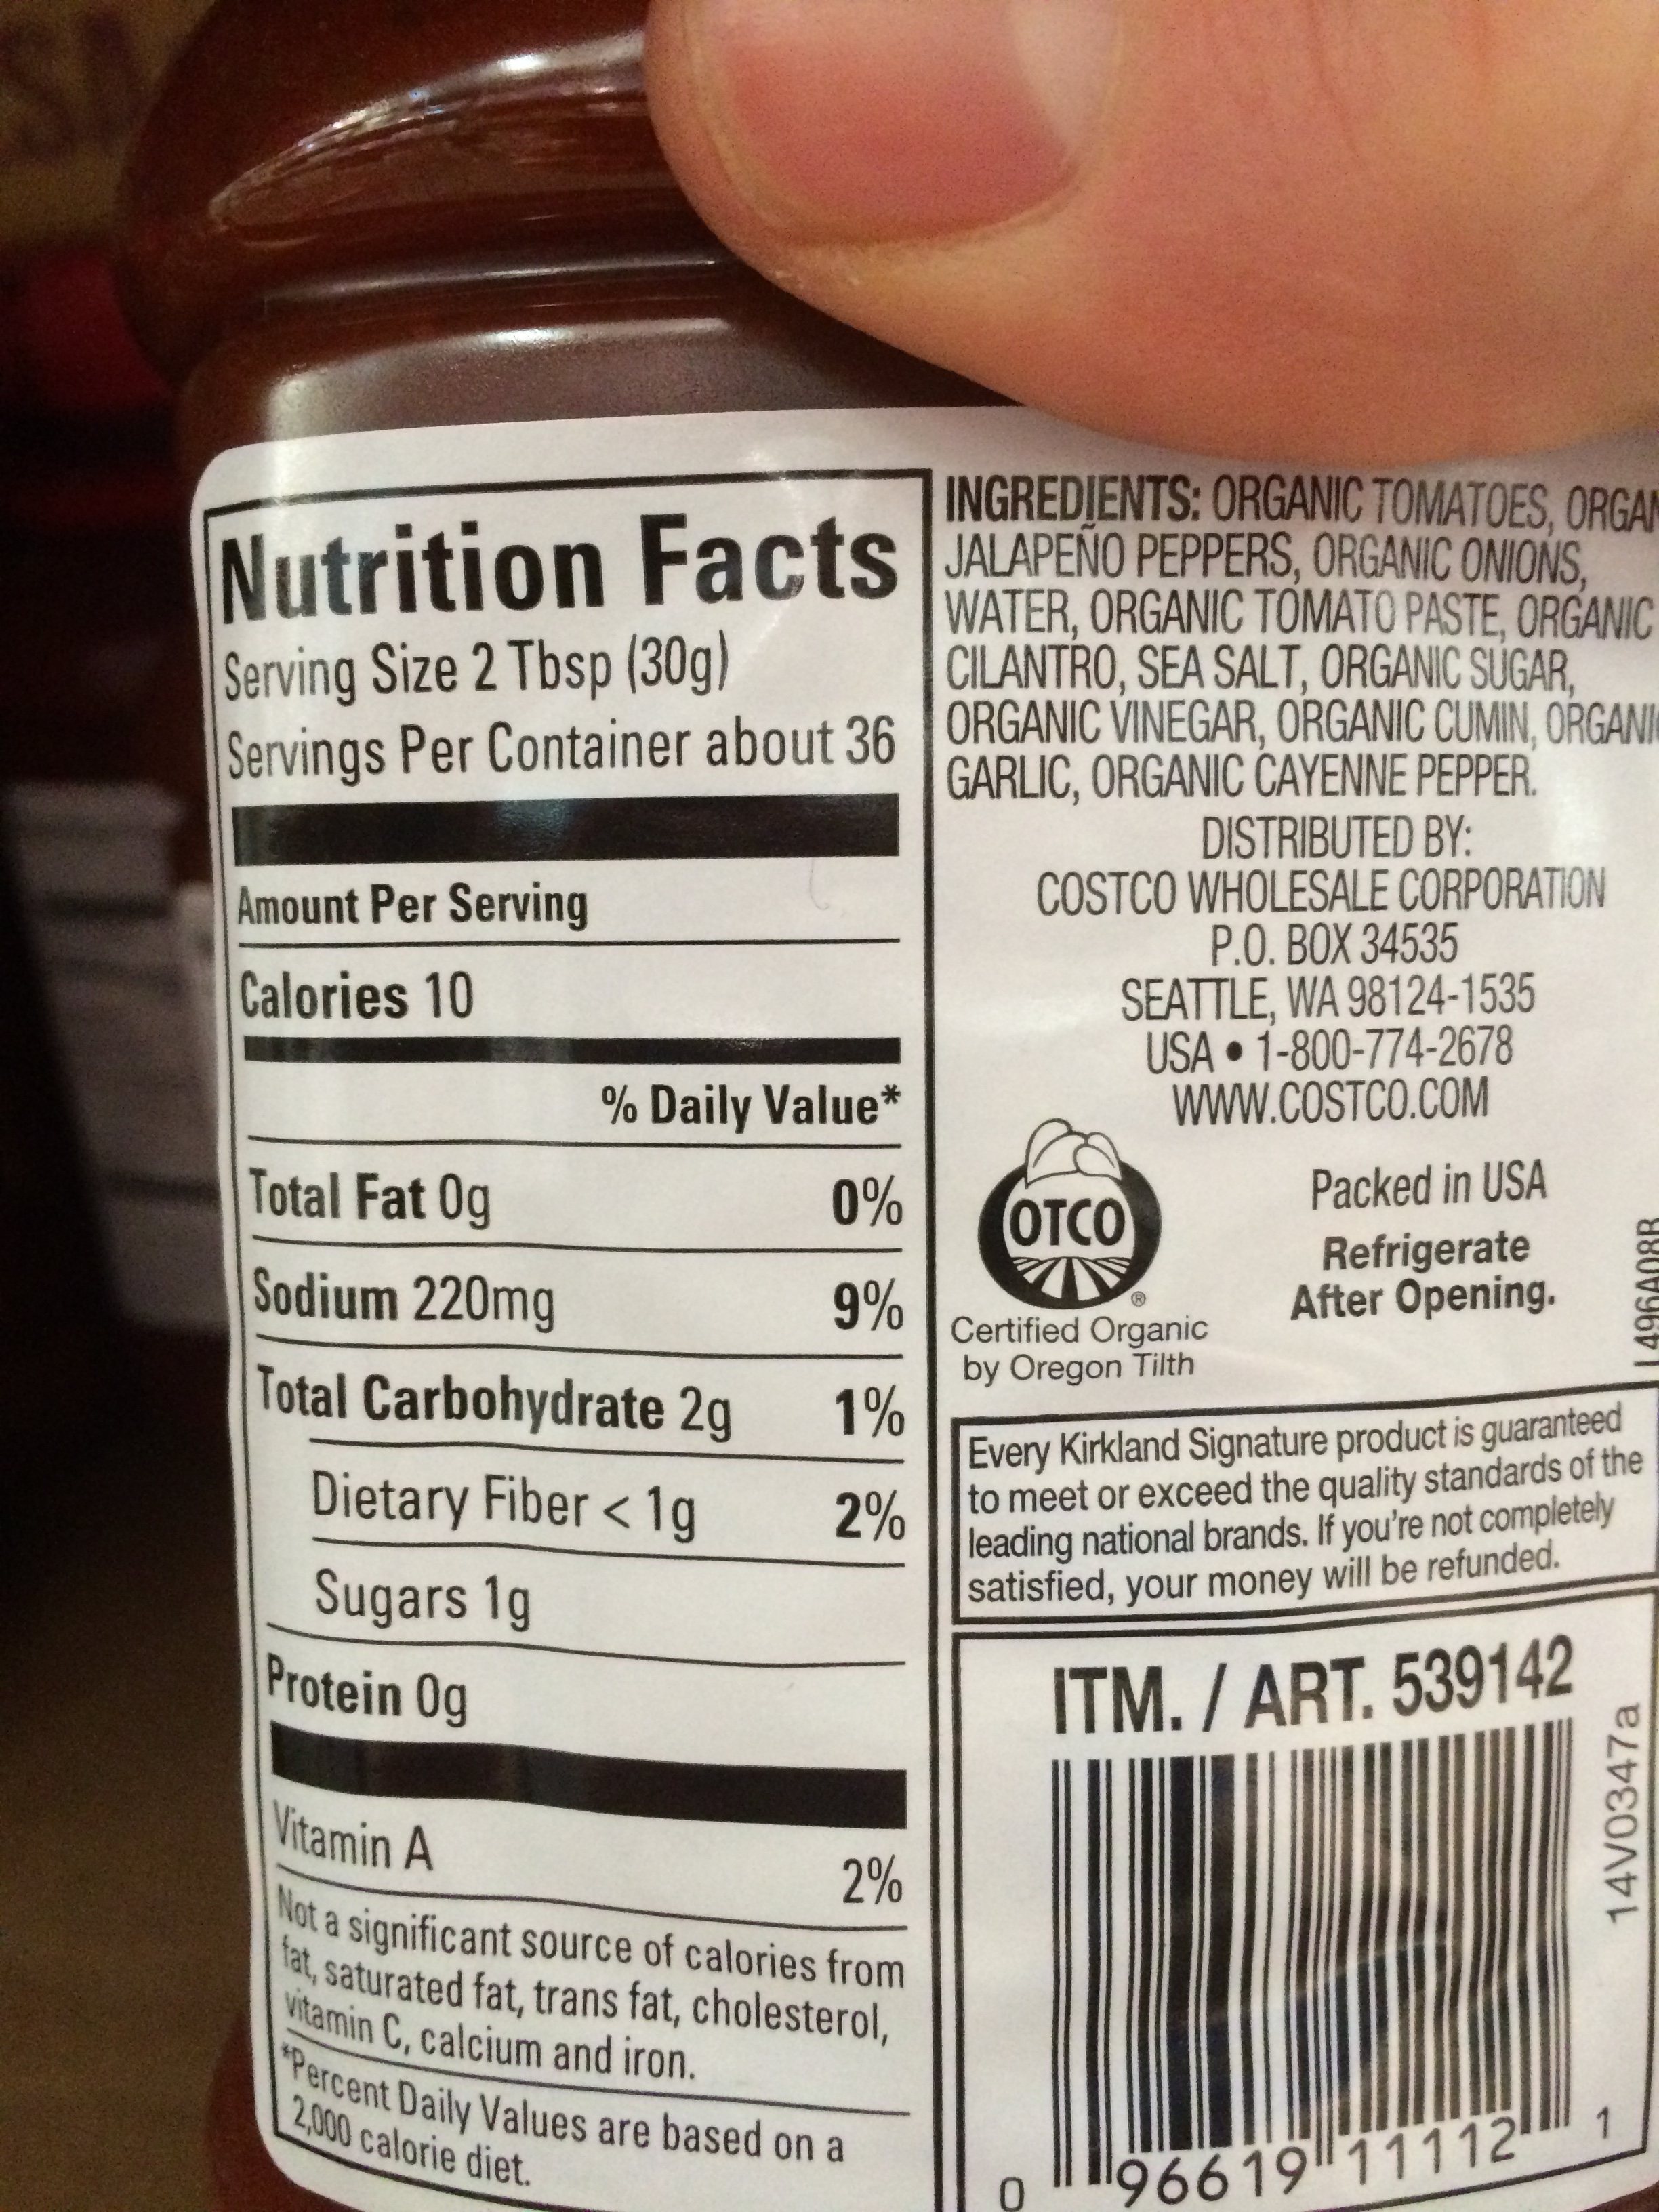 Nutrition Facts
Serving Size 2 Tbsp (30g)
Servings Per Container about 36
Amount Per Serving
Calories 10
% Daily Value*
Total Fat 0g 0%
Sodium 220mg 9%
Total Carbohydrate 2g 1%
Dietary Fiber < 1g 2%
Sugars 1g
Protein 0g
Vitamin A 2%
Not a significant source of calories from
fat, saturated fat, trans fat, cholesterol,
vitamin C, calcium and iron.
*Percent Daily Values are based on a
2,000 calorie diet.
INGREDIENTS: ORGANIC TOMATOES, ORGAN
JALAPEÑO PEPPERS, ORGANIC ONIONS,
WATER, ORGANIC TOMATO PASTE, ORGANIC
CILANTRO, SEA SALT, ORGANIC SUGAR,
ORGANIC VINEGAR, ORGANIC CUMIN, ORGANIC
GARLIC, ORGANIC CAYENNE PEPPER.
DISTRIBUTED BY:
COSTCO WHOLESALE CORPORATION
P.O. BOX 34535
SEATTLE, WA 98124-1535
USA • 1-800-774-2678
WWW.COSTCO.COM
OTCO
®
Certified Organic
by Oregon Tilth
Packed in USA
Refrigerate
After Opening.
L496A08B
Every Kirkland Signature product is guaranteed
to meet or exceed the quality standards of the
leading national brands. If you're not completely
satisfied, your money will be refunded.
ITM. / ART. 539142
14V0347a
0 96619 11112 1